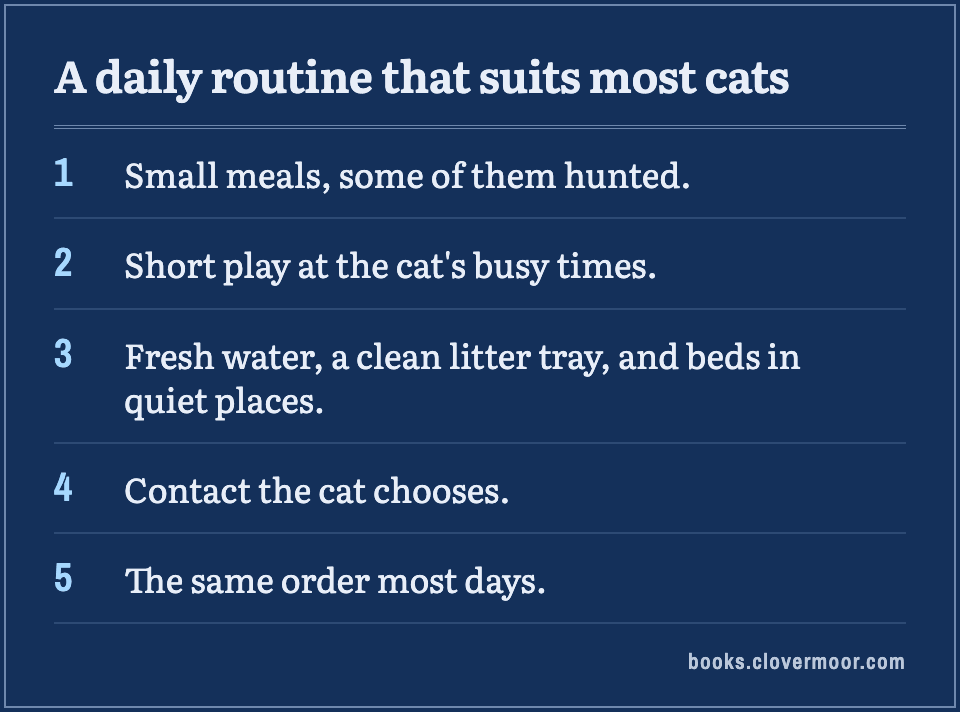 A daily routine that suits most cats
1 Small meals, some of them hunted.
2 Short play at the cat's busy times.
3 Fresh water, a clean litter tray, and beds in
quiet places.
4 Contact the cat chooses.
5 The same order most days.
books.clovermoor.com